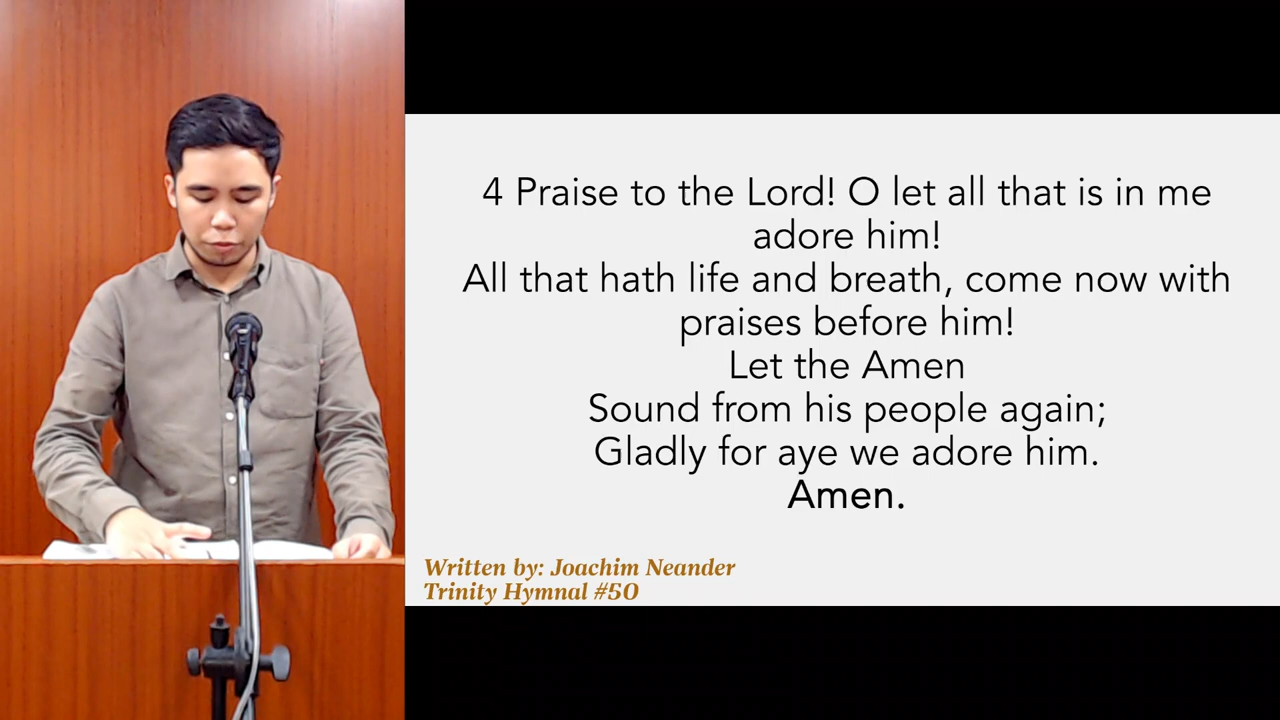 4 Praise to the Lord! O let all that is in me
adore him!
All that hath life and breath, come now with
praises before him!
Let the Amen
Sound from his people again;
Gladly for aye we adore him.
Amen.
Written by: Joachim Neander
Trinity Hymnal #50